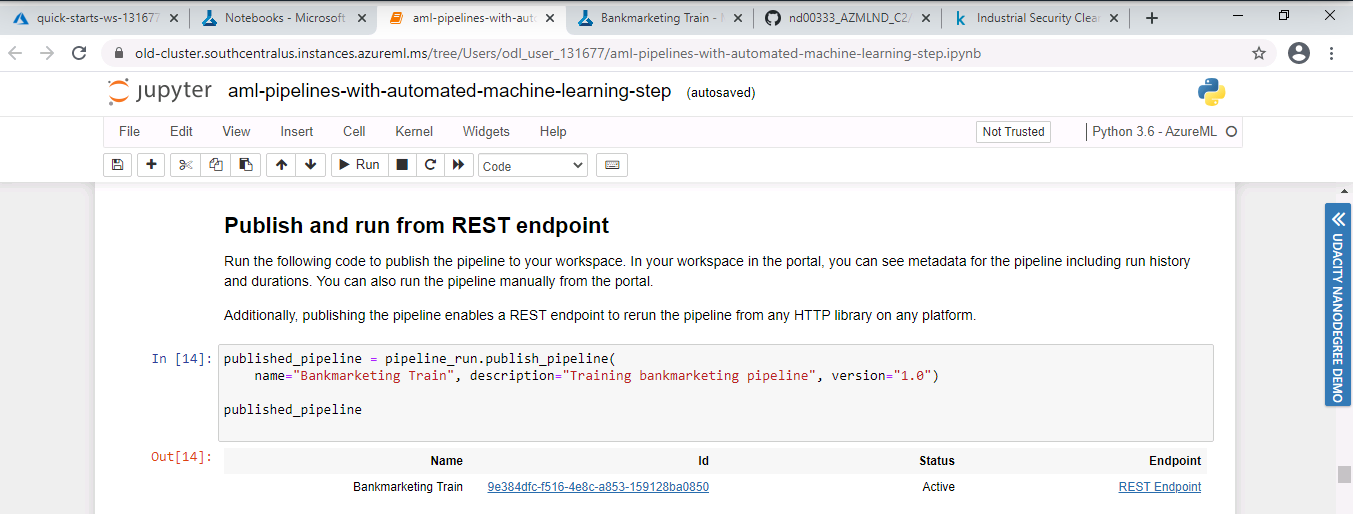 quick-starts-ws-131677
Notebooks - Microsoft
aml-pipelines-with-auto
Bankmarketing Train - M
nd00333_AZMLND_C2/
Industrial Security Clear
old-cluster.southcentralus.instances.azureml.ms/tree/Users/odl_user_131677/aml-pipelines-with-automated-machine-learning-step.ipynb
jupyter aml-pipelines-with-automated-machine-learning-step (autosaved)
File Edit View Insert Cell Kernel Widgets Help Not Trusted Python 3.6 - AzureML
Run Code
Publish and run from REST endpoint
Run the following code to publish the pipeline to your workspace. In your workspace in the portal, you can see metadata for the pipeline including run history
and durations. You can also run the pipeline manually from the portal.
Additionally, publishing the pipeline enables a REST endpoint to rerun the pipeline from any HTTP library on any platform.
In [14]: published_pipeline = pipeline_run.publish_pipeline(
name="Bankmarketing Train", description="Training bankmarketing pipeline", version="1.0")
published_pipeline
Out[14]: Name Id Status Endpoint
Bankmarketing Train 9e384dfc-f516-4e8c-a853-159128ba0850 Active REST Endpoint
UDACITY NANODEGREE DEMO